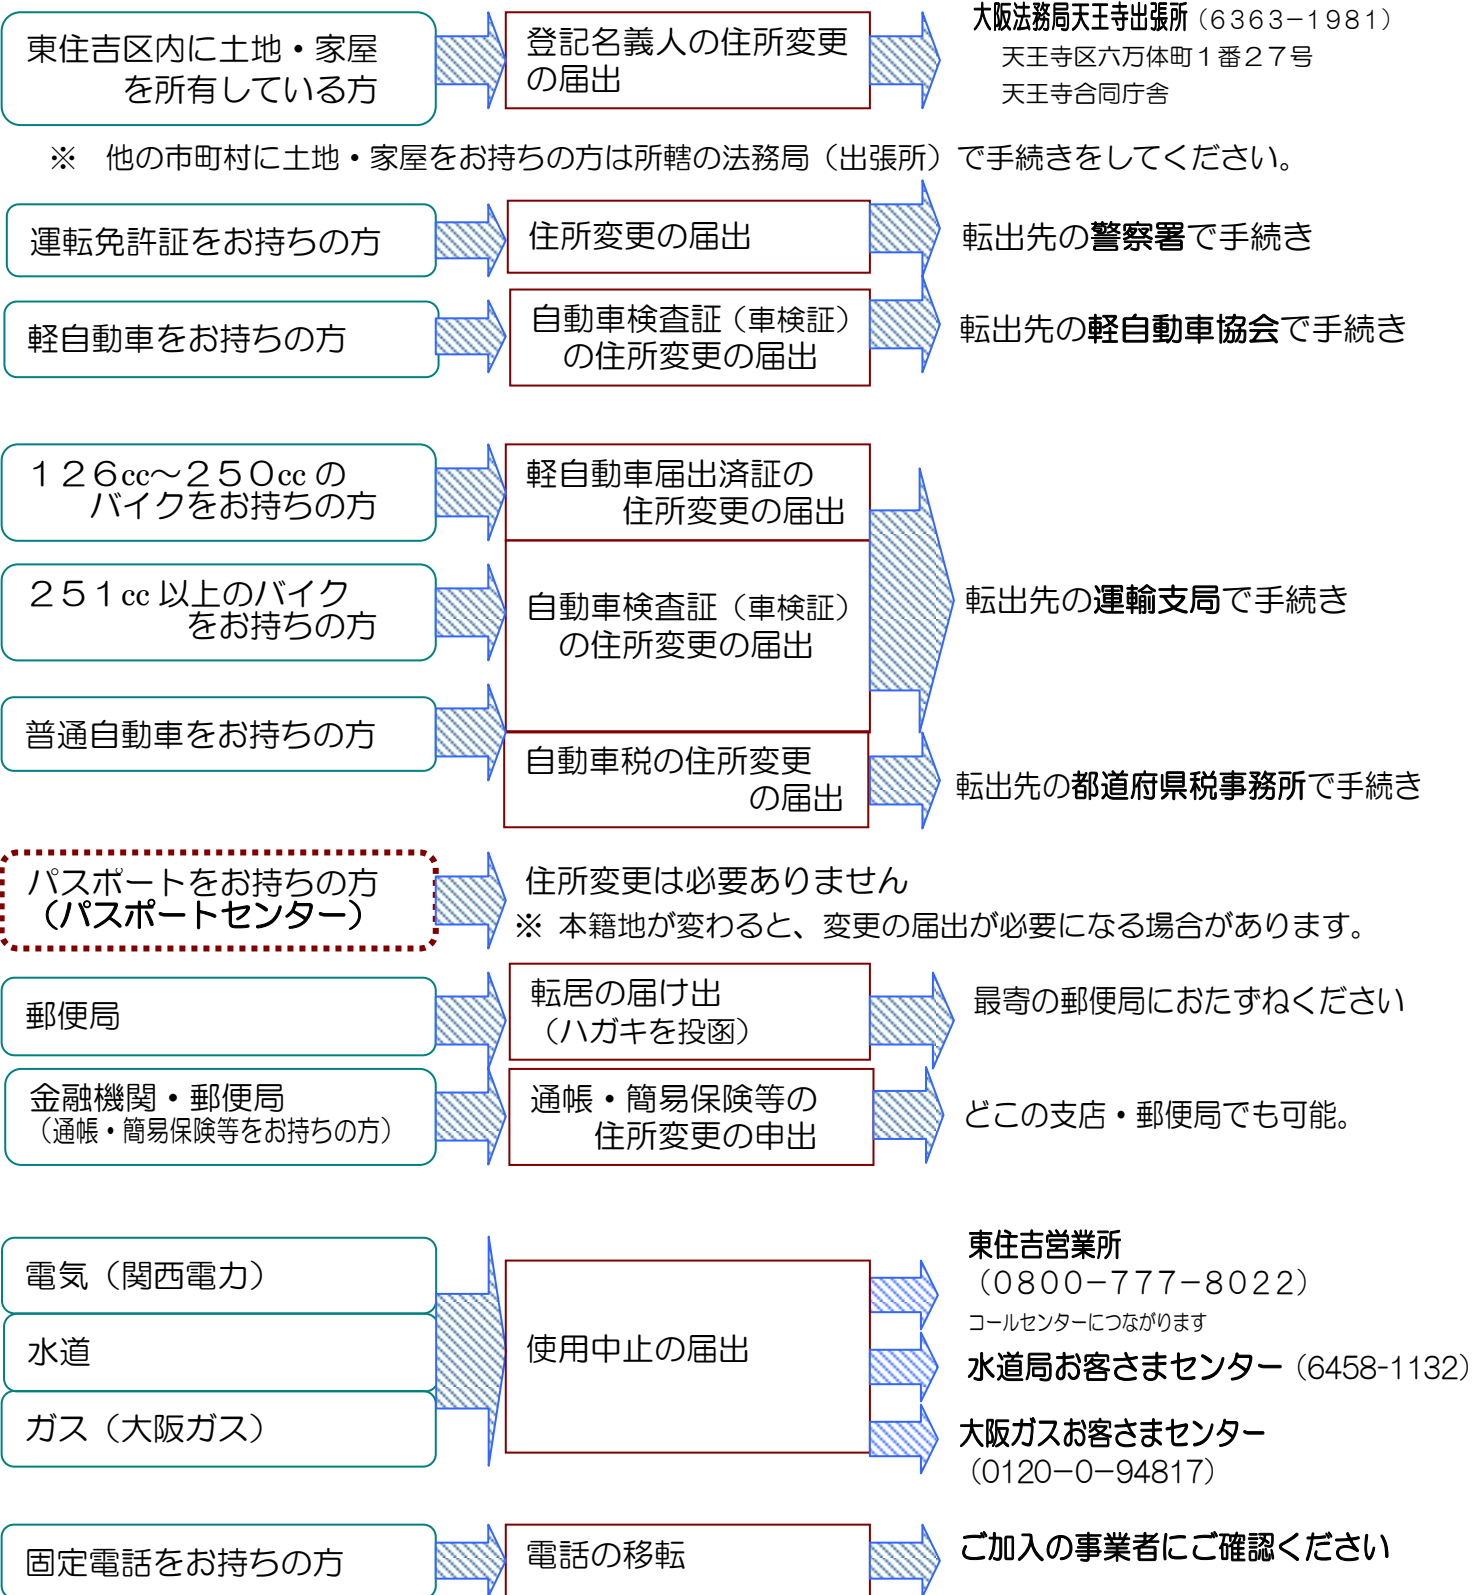 東住吉区内に土地・家屋
を所有している方
登記名義人の住所変更
の届出
大阪法務局天王寺出張所（６３６３－１９８１）
天王寺区六万体町１番２７号
天王寺合同庁舎
※　他の市町村に土地・家屋をお持ちの方は所轄の法務局（出張所）で手続きをしてください。
運転免許証をお持ちの方
住所変更の届出
転出先の警察署で手続き
軽自動車をお持ちの方
自動車検査証（車検証）
の住所変更の届出
転出先の軽自動車協会で手続き
１２６cc～２５０cc の
バイクをお持ちの方
軽自動車届出済証の
住所変更の届出
２５１cc 以上のバイク
をお持ちの方
自動車検査証（車検証）
の住所変更の届出
転出先の運輸支局で手続き
普通自動車をお持ちの方
自動車税の住所変更
の届出
転出先の都道府県税事務所で手続き
パスポートをお持ちの方
（パスポートセンター）
住所変更は必要ありません
※ 本籍地が変わると、変更の届出が必要になる場合があります。
郵便局
転居の届け出
（ハガキを投函）
最寄の郵便局におたずねください
金融機関・郵便局
（通帳・簡易保険等をお持ちの方）
通帳・簡易保険等の
住所変更の申出
どこの支店・郵便局でも可能。
電気（関西電力）
水道
ガス（大阪ガス）
使用中止の届出
東住吉営業所
（０８００－７７７－８０２２）
コールセンターにつながります
水道局お客さまセンター（6458-1132）
大阪ガスお客さまセンター
（0120－0－94817）
固定電話をお持ちの方
電話の移転
ご加入の事業者にご確認ください